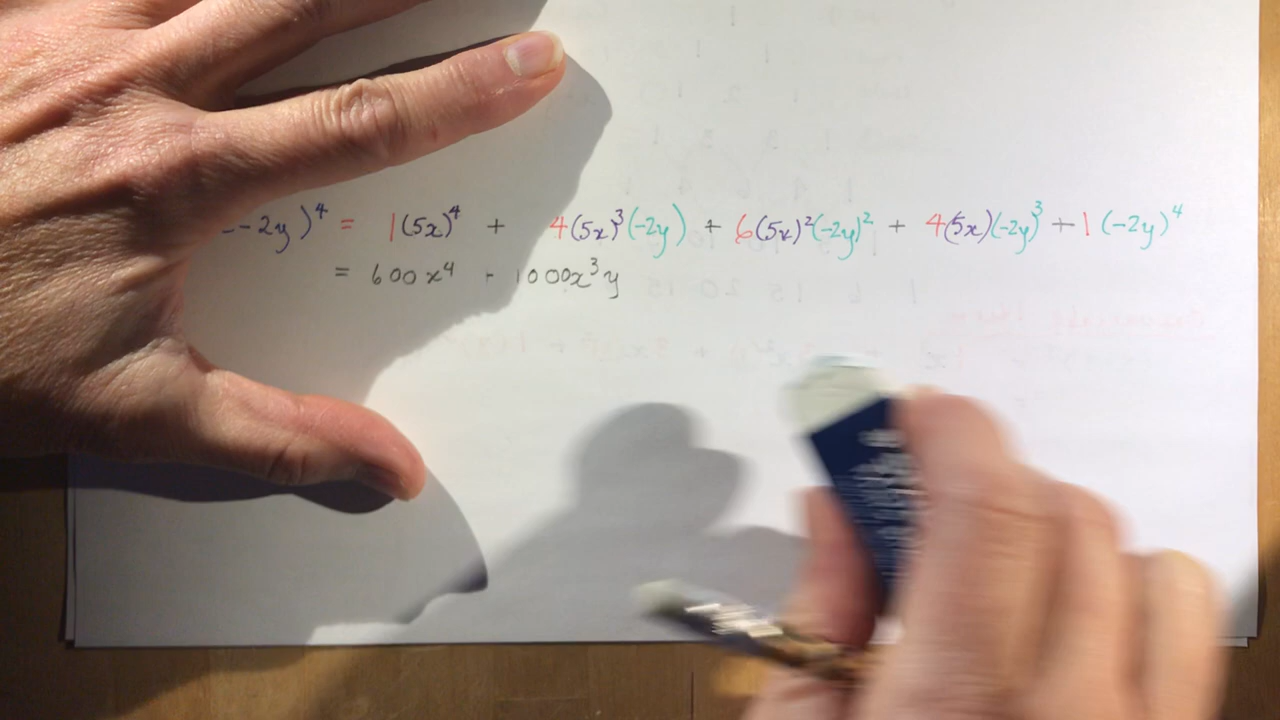 - 2y)⁴ = 1(5x)⁴ + 4(5x)³(-2y) + 6(5x)²(-2y)² + 4(5x)(-2y)³ + 1(-2y)⁴
= 600x⁴ - 1000x³y